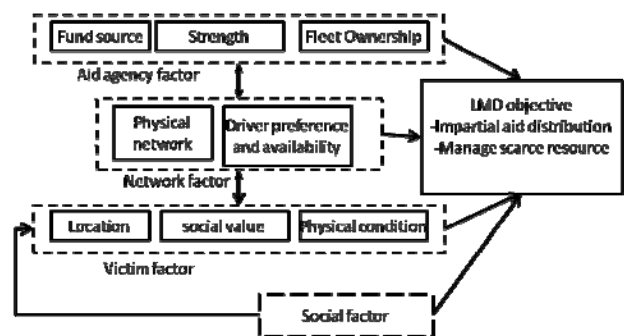 Fund source
Strength
Fleet Ownership
Aid agency factor
Physical
network
Driver preference
and availability
Network factor
LMD objective
-Impartial aid distribution
-Manage scarce resource
Location
social value
Physical condition
Victim factor
Social factor